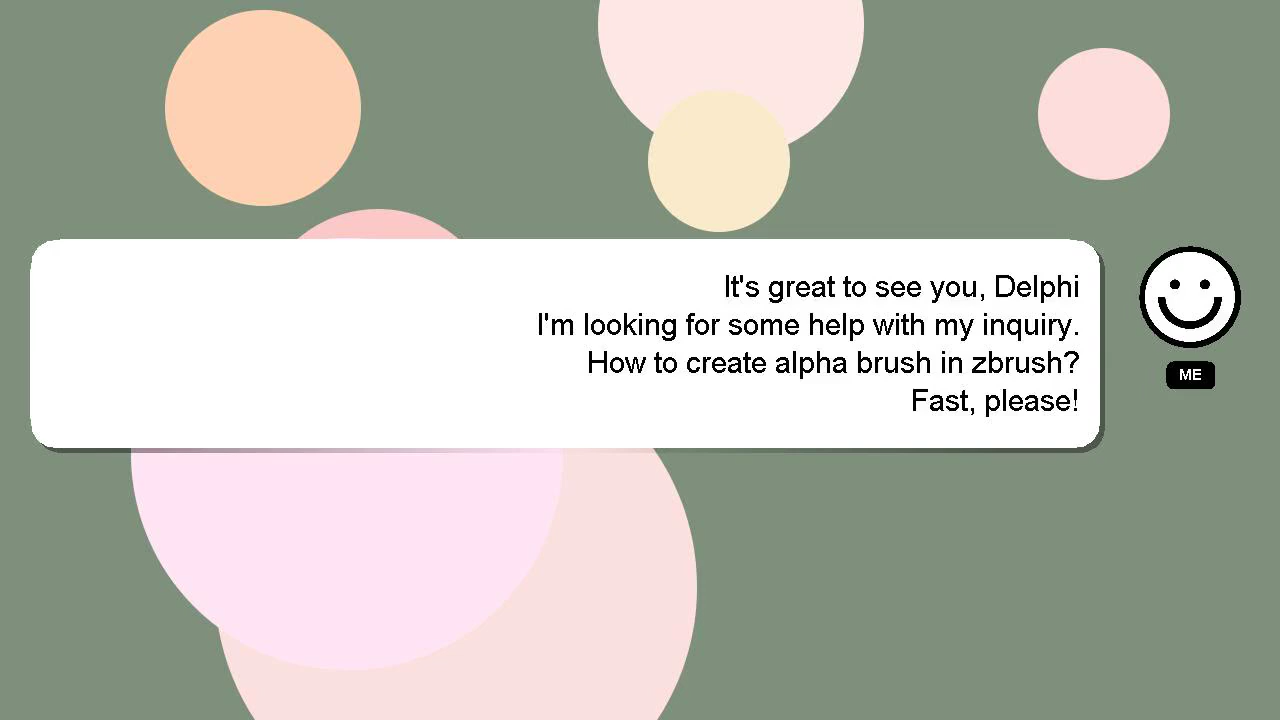 It's great to see you, Delphi
I'm looking for some help with my inquiry.
How to create alpha brush in zbrush?
Fast, please!
ME